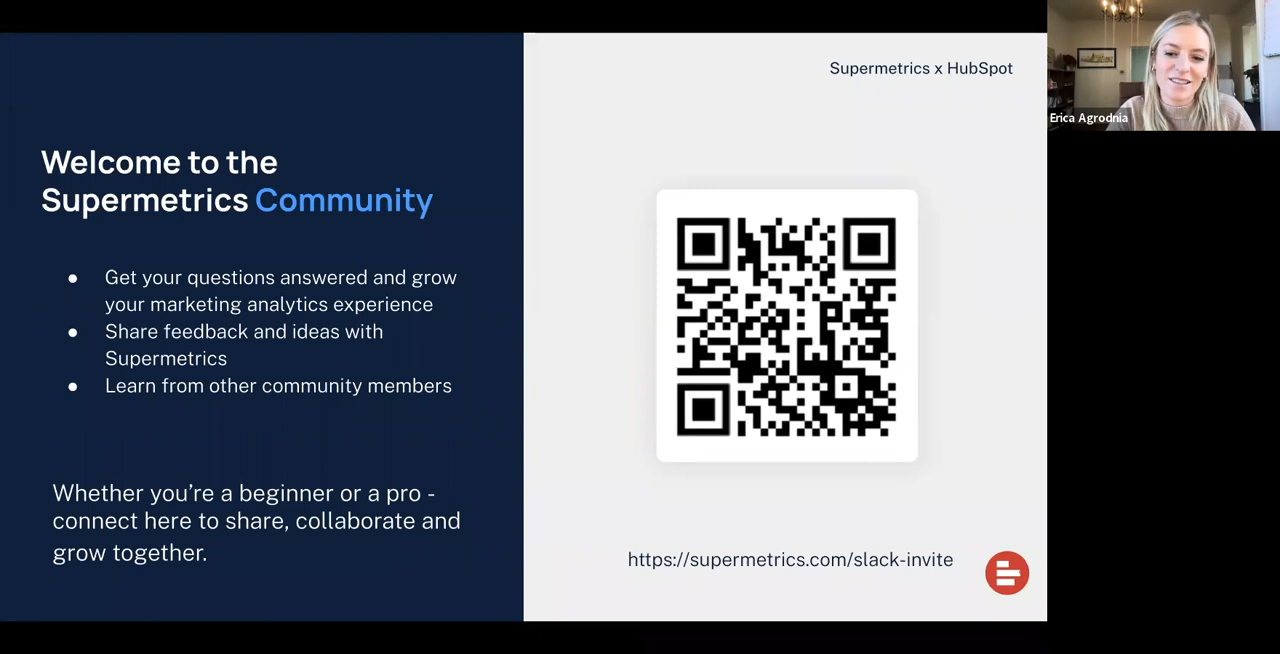 Supermetrics x HubSpot
Erica Agrodnia
Welcome to the
Supermetrics Community
● Get your questions answered and grow
your marketing analytics experience
● Share feedback and ideas with
Supermetrics
● Learn from other community members
Whether you’re a beginner or a pro -
connect here to share, collaborate and
grow together.
https://supermetrics.com/slack-invite